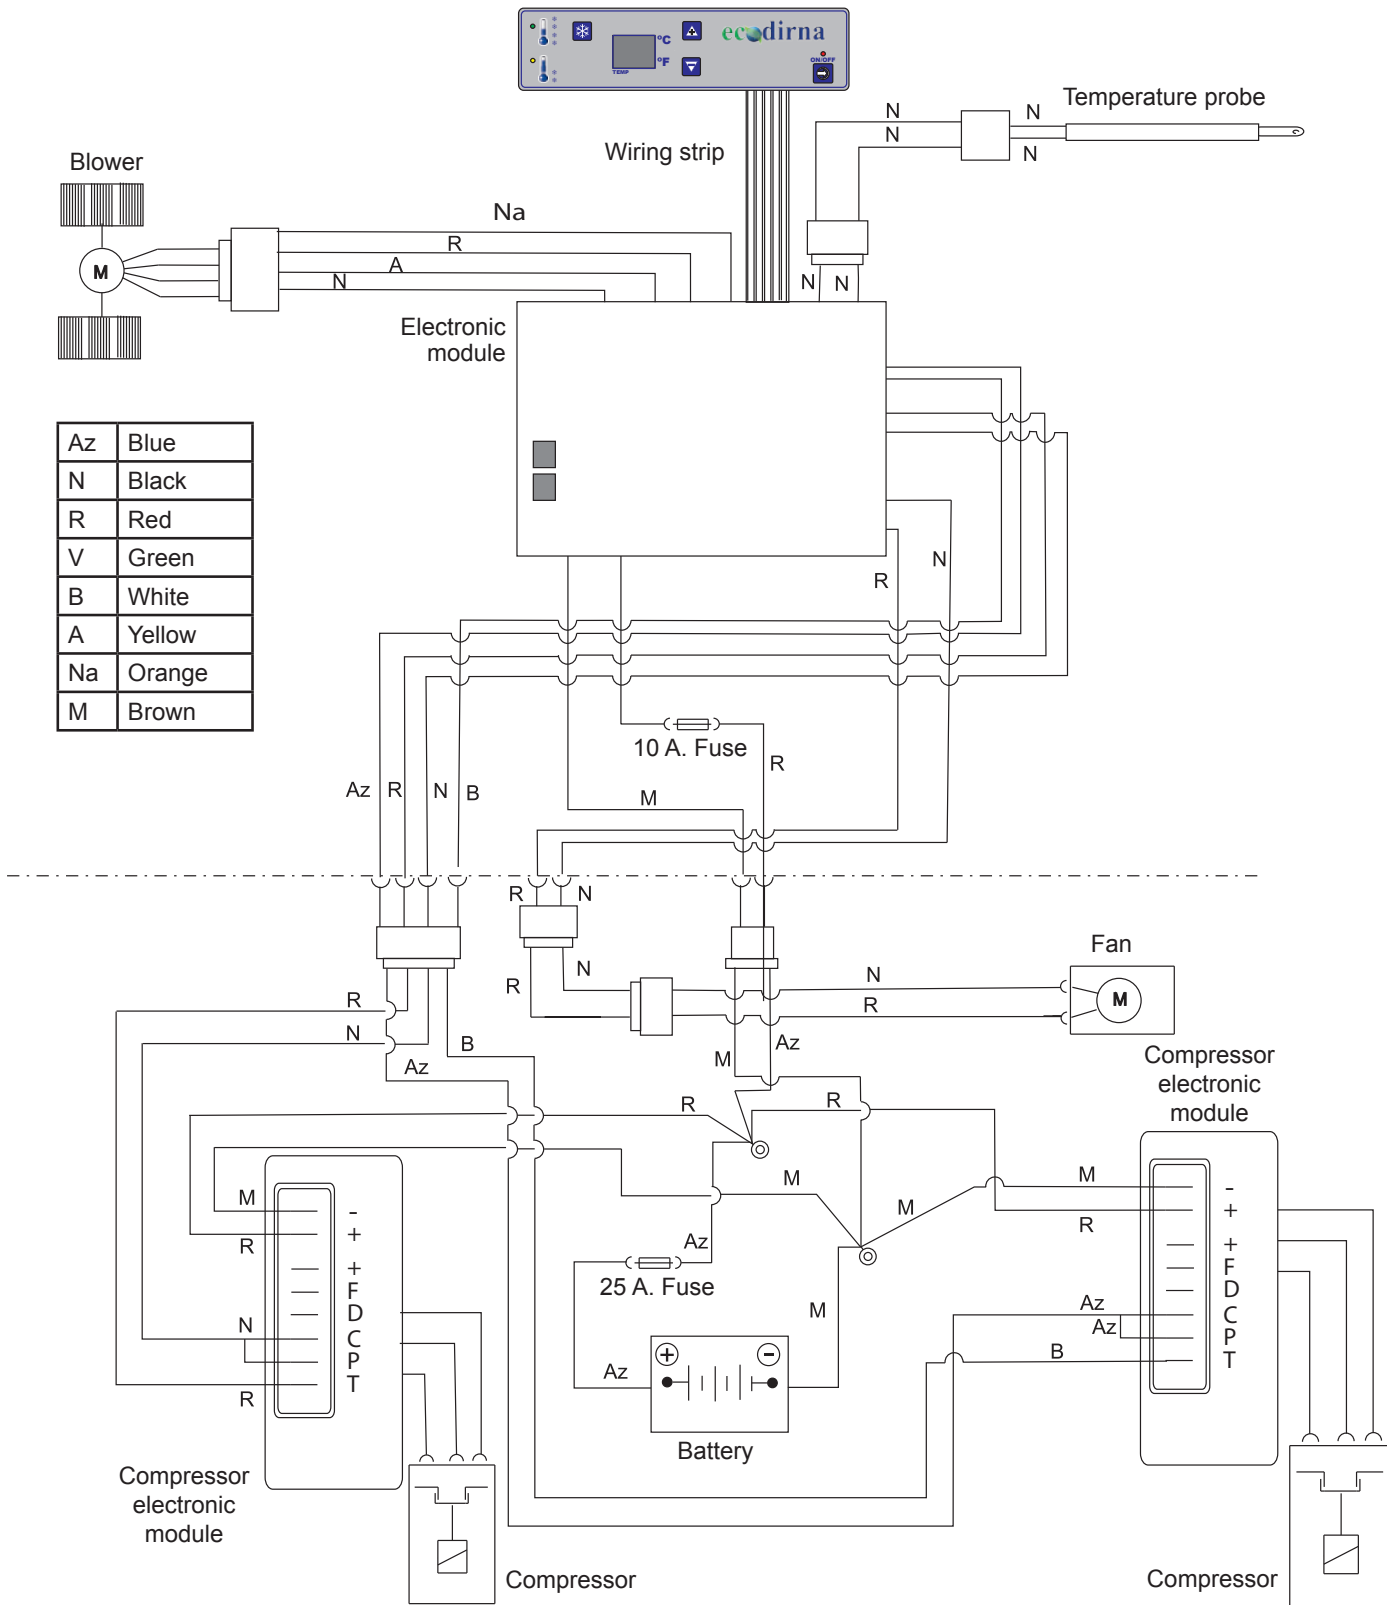 ecodirna
°C
°F
TEMP
ON/OFF
Temperature probe
N
N
N
N
Wiring strip
Blower
M
Na
R
A
N
N
N
Electronic
module
Az Blue
N Black
R Red
V Green
B White
A Yellow
Na Orange
M Brown
R
N
10 A. Fuse
R
Az
R
N
B
M
R
N
Fan
M
R
N
N
R
R
N
Az
B
M
Az
Compressor
electronic
module
R
R
M
M
M
R
M
R
-
+
+
F
D
C
P
T
N
R
Az
25 A. Fuse
M
Az
+
-
Battery
-
+
+
F
D
C
P
T
Az
Az
B
Compressor
electronic
module
Compressor
Compressor